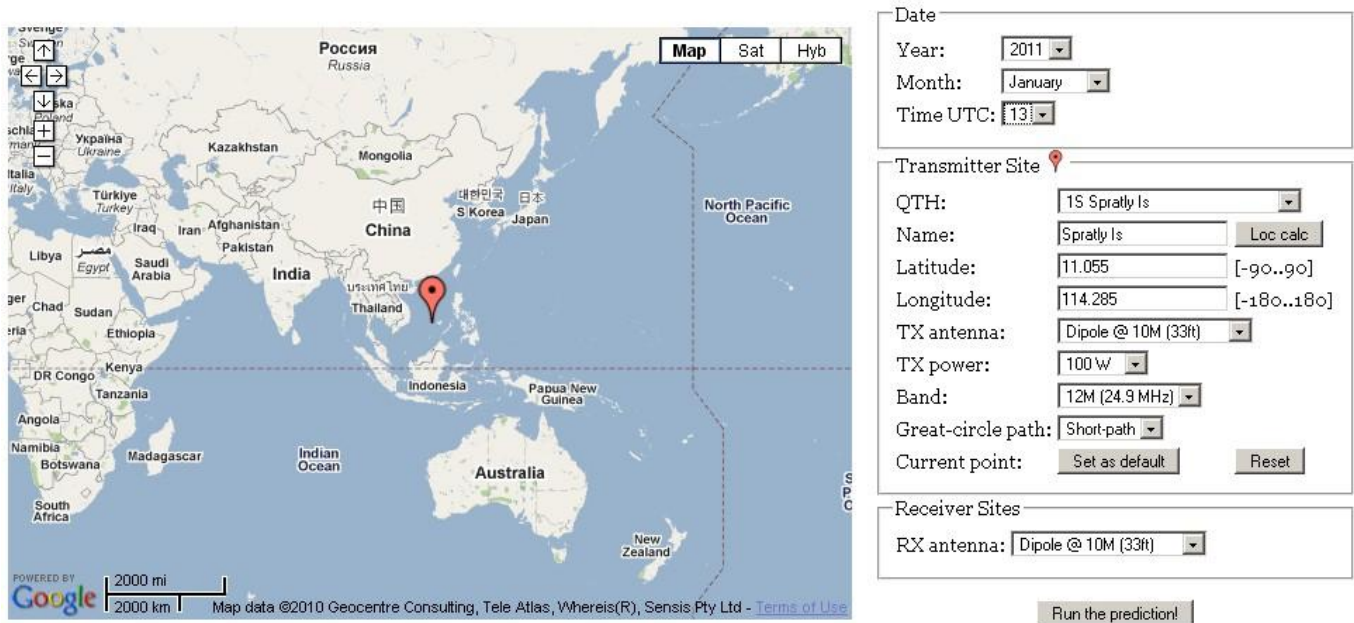 Map Sat Hyb
Россия
Russia
Україна
Ukraine
Kazakhstan
Mongolia
Türkiye
Turkey
中国
China
대한민국
S Korea
日本
Japan
North Pacific
Ocean
Iraq
Iran
Afghanistan
Pakistan
Libya
مصر
Egypt
Saudi
Arabia
India
ประเทศไทย
Thailand
Chad
Sudan
Ethiopia
Kenya
DR Congo
Tanzania
Indonesia
Papua New
Guinea
Angola
Namibia
Botswana
Madagascar
Indian
Ocean
Australia
South
Africa
New
Zealand
POWERED BY
Google
2000 mi
2000 km
Map data ©2010 Geocentre Consulting, Tele Atlas, Whereis(R), Sensis Pty Ltd - Terms of Use
Date
Year: 2011
Month: January
Time UTC: 13
Transmitter Site
QTH: 1S Spratly Is
Name: Spratly Is Loc calc
Latitude: 11.055 [-90..90]
Longitude: 114.285 [-180..180]
TX antenna: Dipole @ 10M (33ft)
TX power: 100 W
Band: 12M (24.9 MHz)
Great-circle path: Short-path
Current point: Set as default Reset
Receiver Sites
RX antenna: Dipole @ 10M (33ft)
Run the prediction!